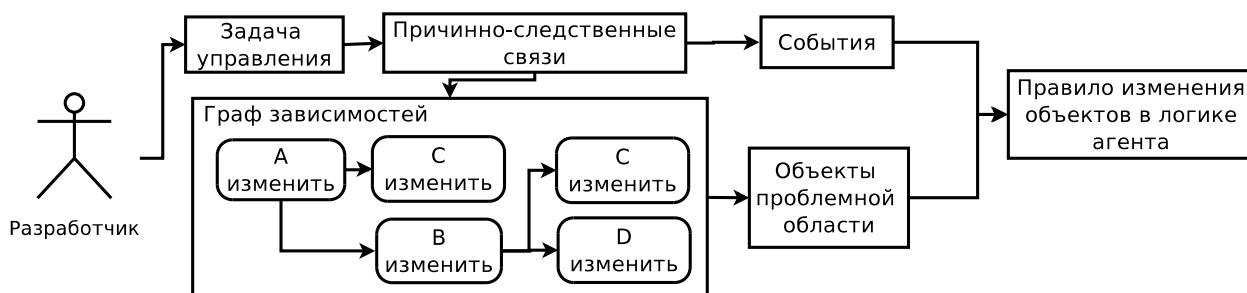 Задача
управления
Причинно-следственные
связи
События
Правило изменения
объектов в логике
агента
Граф зависимостей
A
изменить
C
изменить
C
изменить
B
изменить
D
изменить
Объекты
проблемной
области
Разработчик